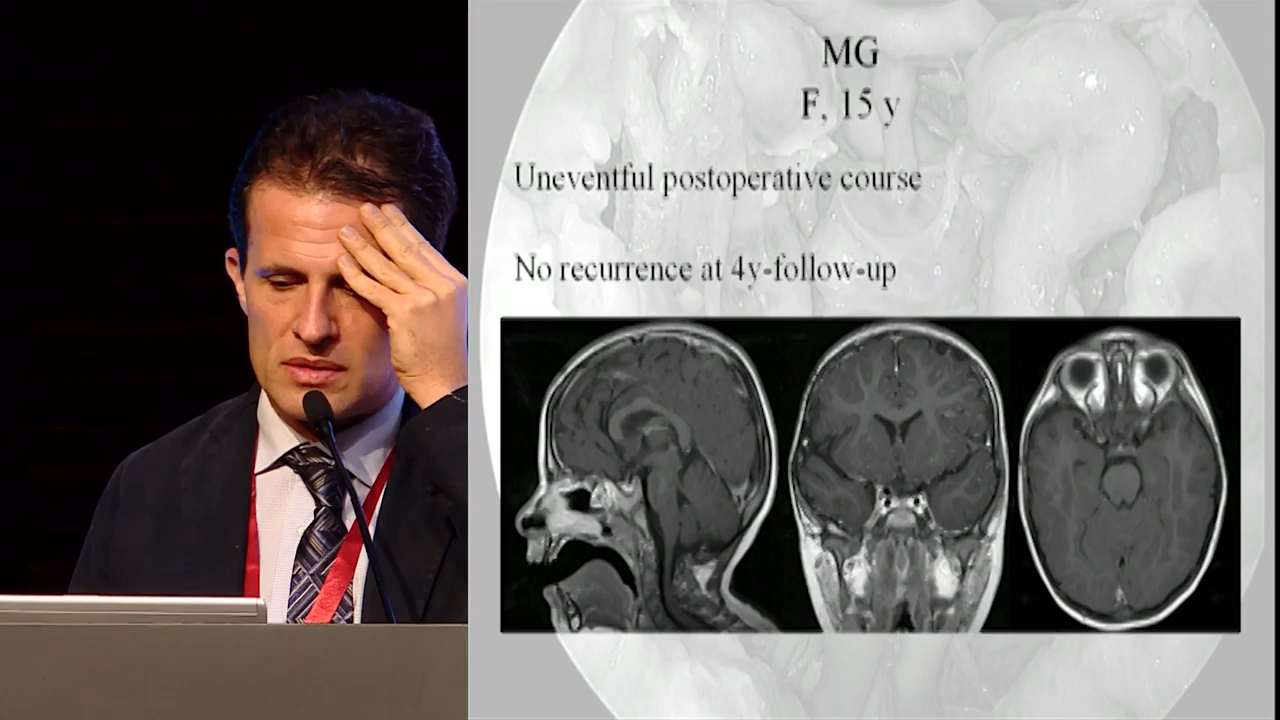 MG
F, 15 y
Uneventful postoperative course
No recurrence at 4y-follow-up